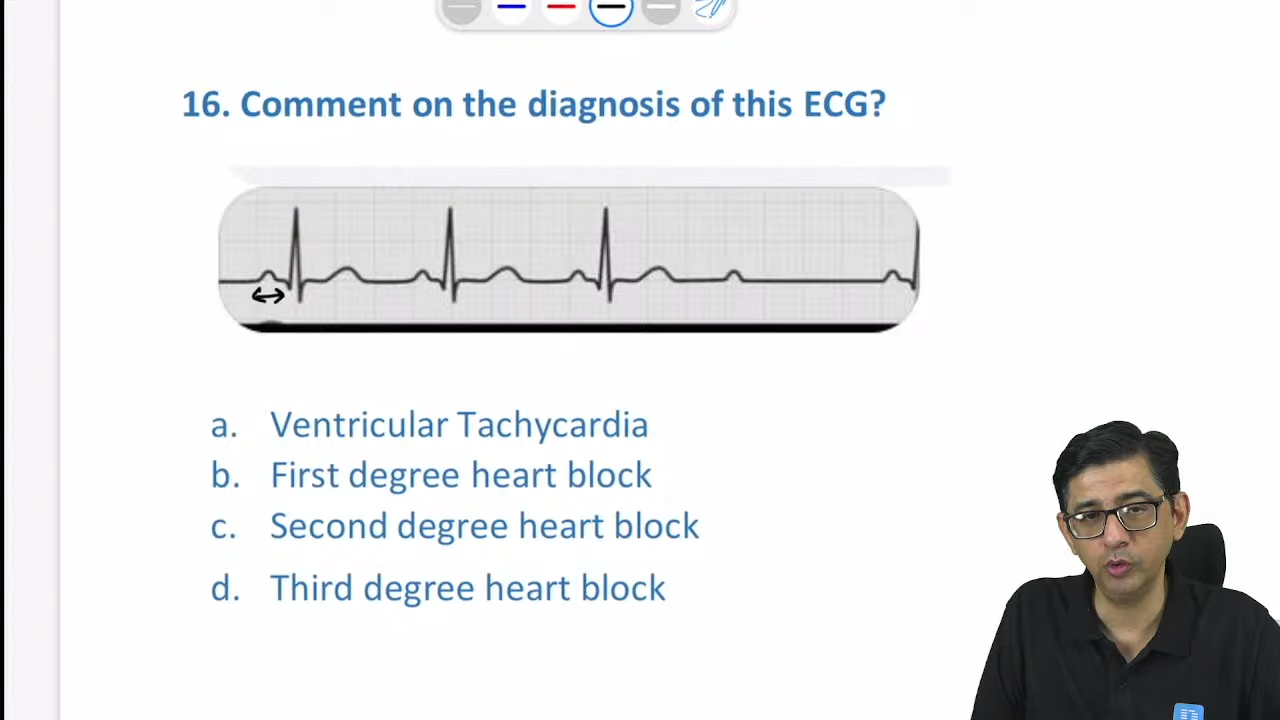 16. Comment on the diagnosis of this ECG?
a. Ventricular Tachycardia
b. First degree heart block
c. Second degree heart block
d. Third degree heart block